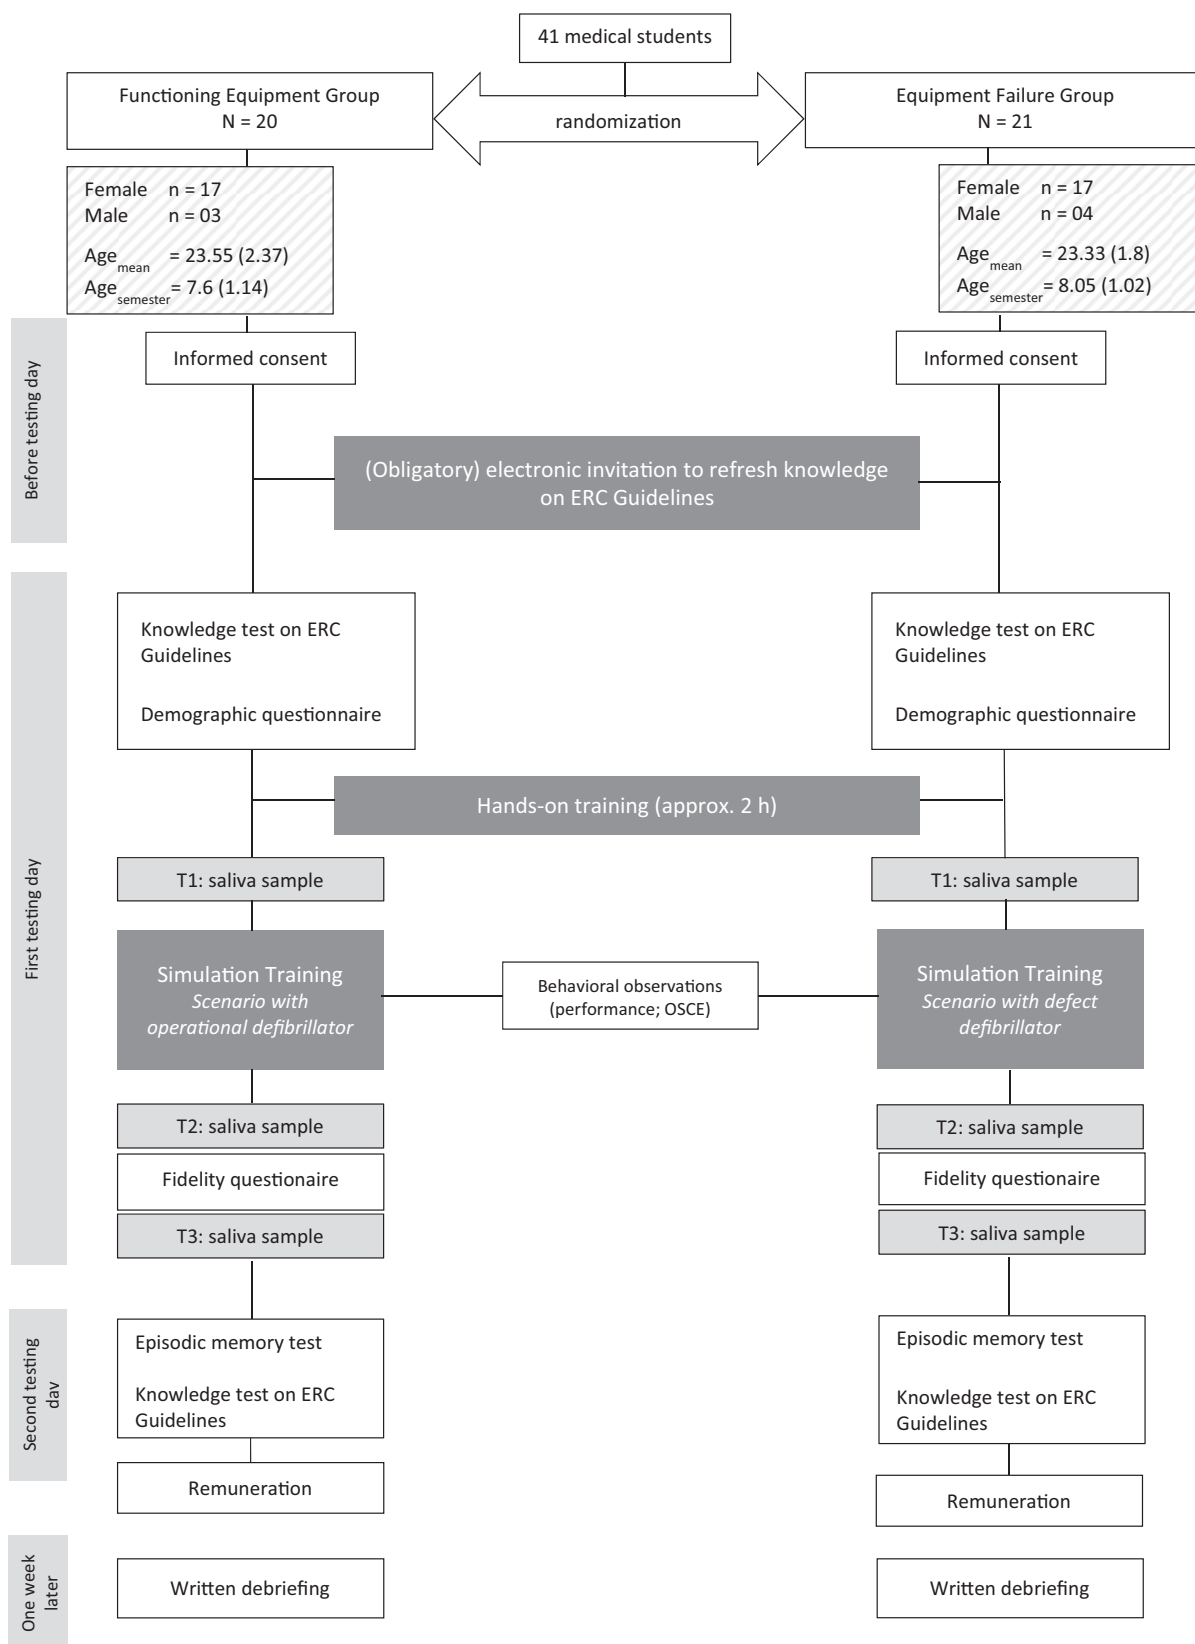 41 medical students
Functioning Equipment Group
N = 20
randomization
Equipment Failure Group
N = 21
Female n = 17
Male n = 03
Age mean = 23.55 (2.37)
Age semester = 7.6 (1.14)
Female n = 17
Male n = 04
Age mean = 23.33 (1.8)
Age semester = 8.05 (1.02)
Before testing day
Informed consent
Informed consent
(Obligatory) electronic invitation to refresh knowledge
on ERC Guidelines
First testing day
Knowledge test on ERC
Guidelines
Demographic questionnaire
Knowledge test on ERC
Guidelines
Demographic questionnaire
Hands-on training (approx. 2 h)
T1: saliva sample
T1: saliva sample
Simulation Training
Scenario with
operational defibrillator
Behavioral observations
(performance; OSCE)
Simulation Training
Scenario with defect
defibrillator
T2: saliva sample
Fidelity questionaire
T3: saliva sample
T2: saliva sample
Fidelity questionaire
T3: saliva sample
Second testing
day
Episodic memory test
Knowledge test on ERC
Guidelines
Remuneration
Episodic memory test
Knowledge test on ERC
Guidelines
Remuneration
One week
later
Written debriefing
Written debriefing